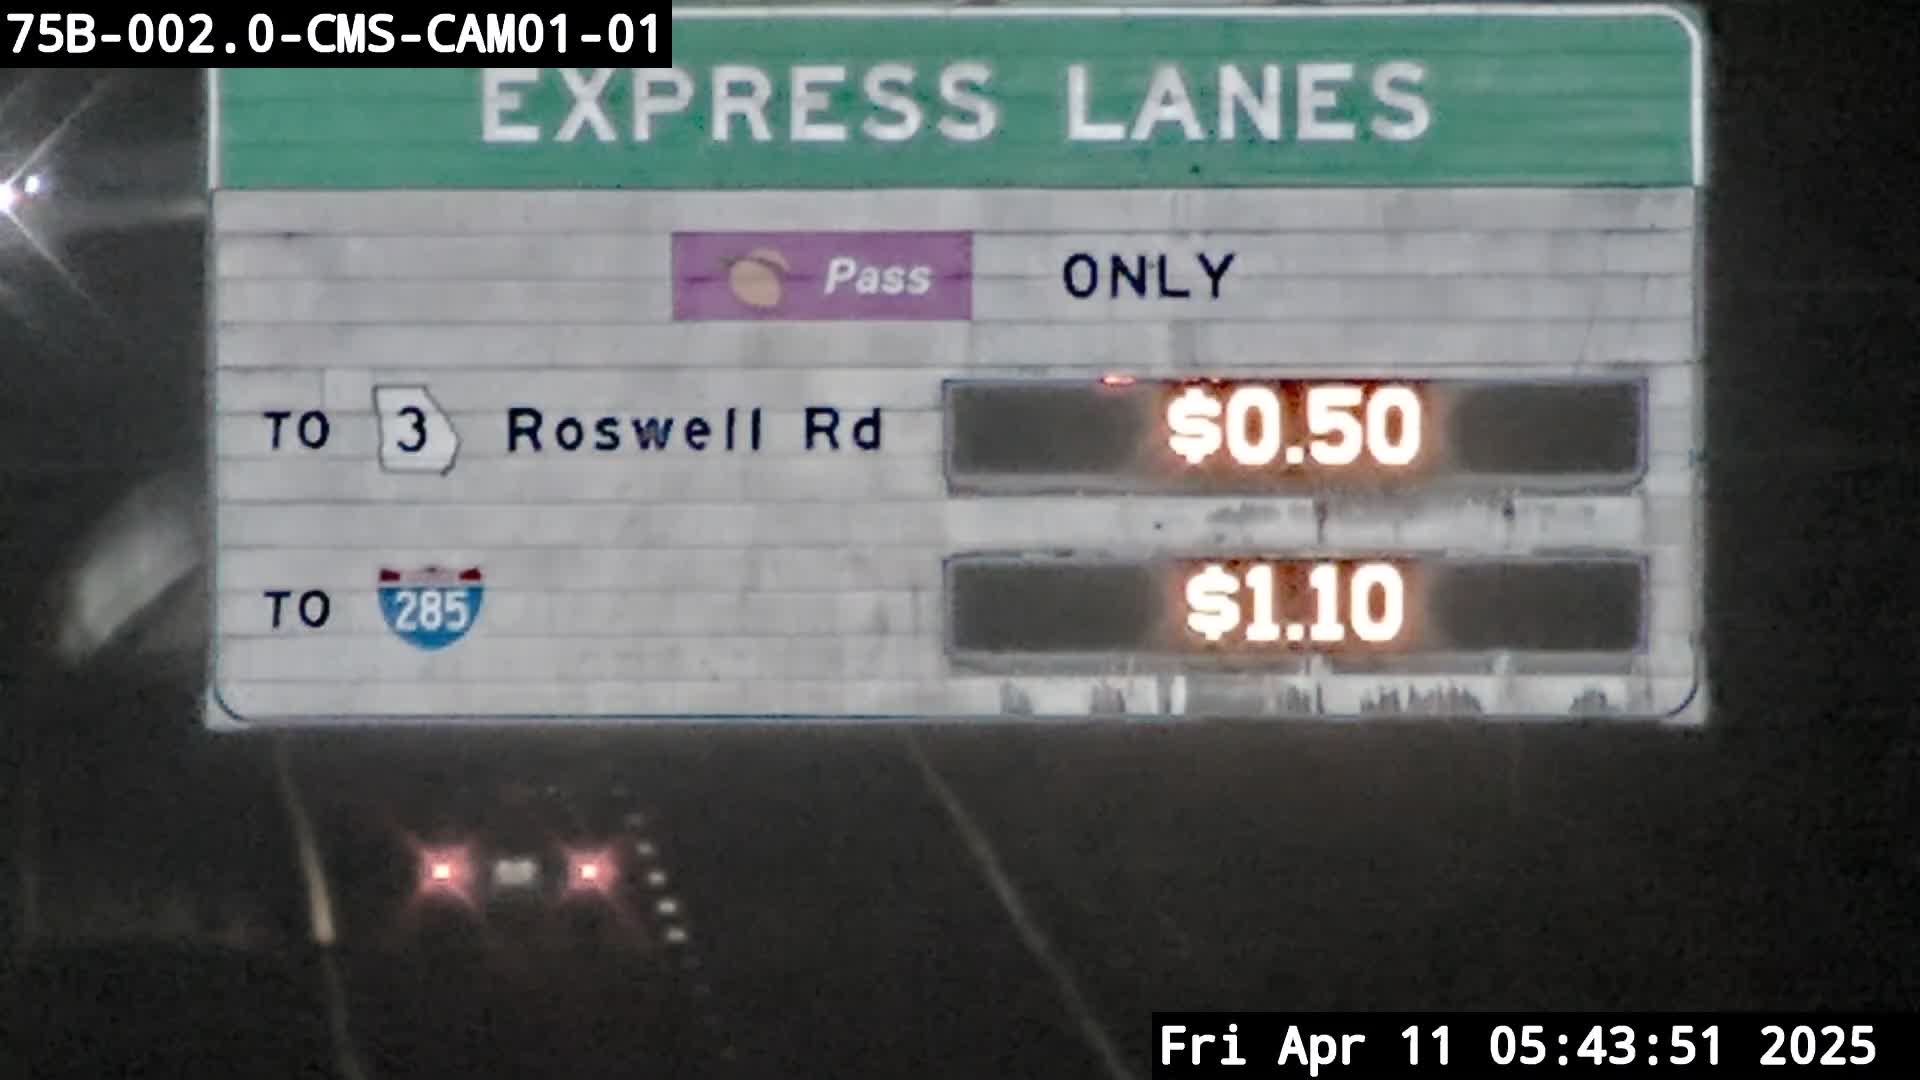 75B-002.0-CMS-CAM01-01
EXPRESS LANES
Pass ONLY
TO 3 Roswell Rd $0.50
TO 285 $1.10
Fri Apr 11 05:43:51 2025